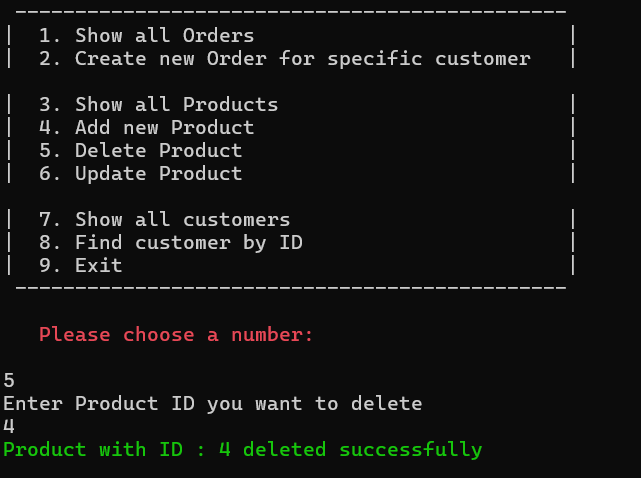 ----------------------------------------------
|  1. Show all Orders                          |
|  2. Create new Order for specific customer   |
|  3. Show all Products                        |
|  4. Add new Product                          |
|  5. Delete Product                           |
|  6. Update Product                           |
|  7. Show all customers                       |
|  8. Find customer by ID                      |
|  9. Exit                                     |
----------------------------------------------
Please choose a number:
5
Enter Product ID you want to delete
4
Product with ID : 4 deleted successfully